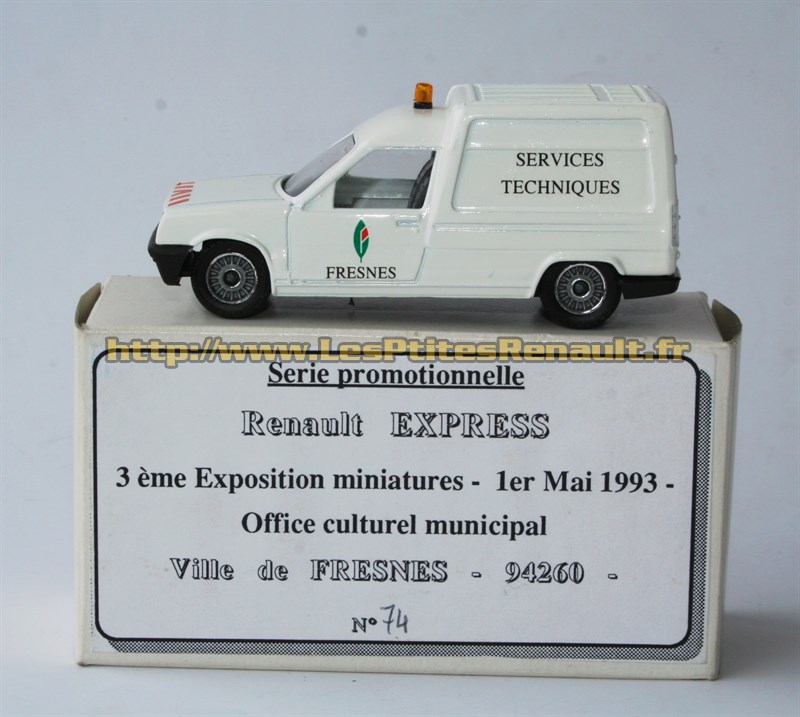 SERVICES
TECHNIQUES
FRESNES
http://www.LesPtitesRenault.fr
Serie promotionnelle
Renault EXPRESS
3 ème Exposition miniatures - 1er Mai 1993 -
Office culturel municipal
Ville de FRESNES - 94260 -
N° 74